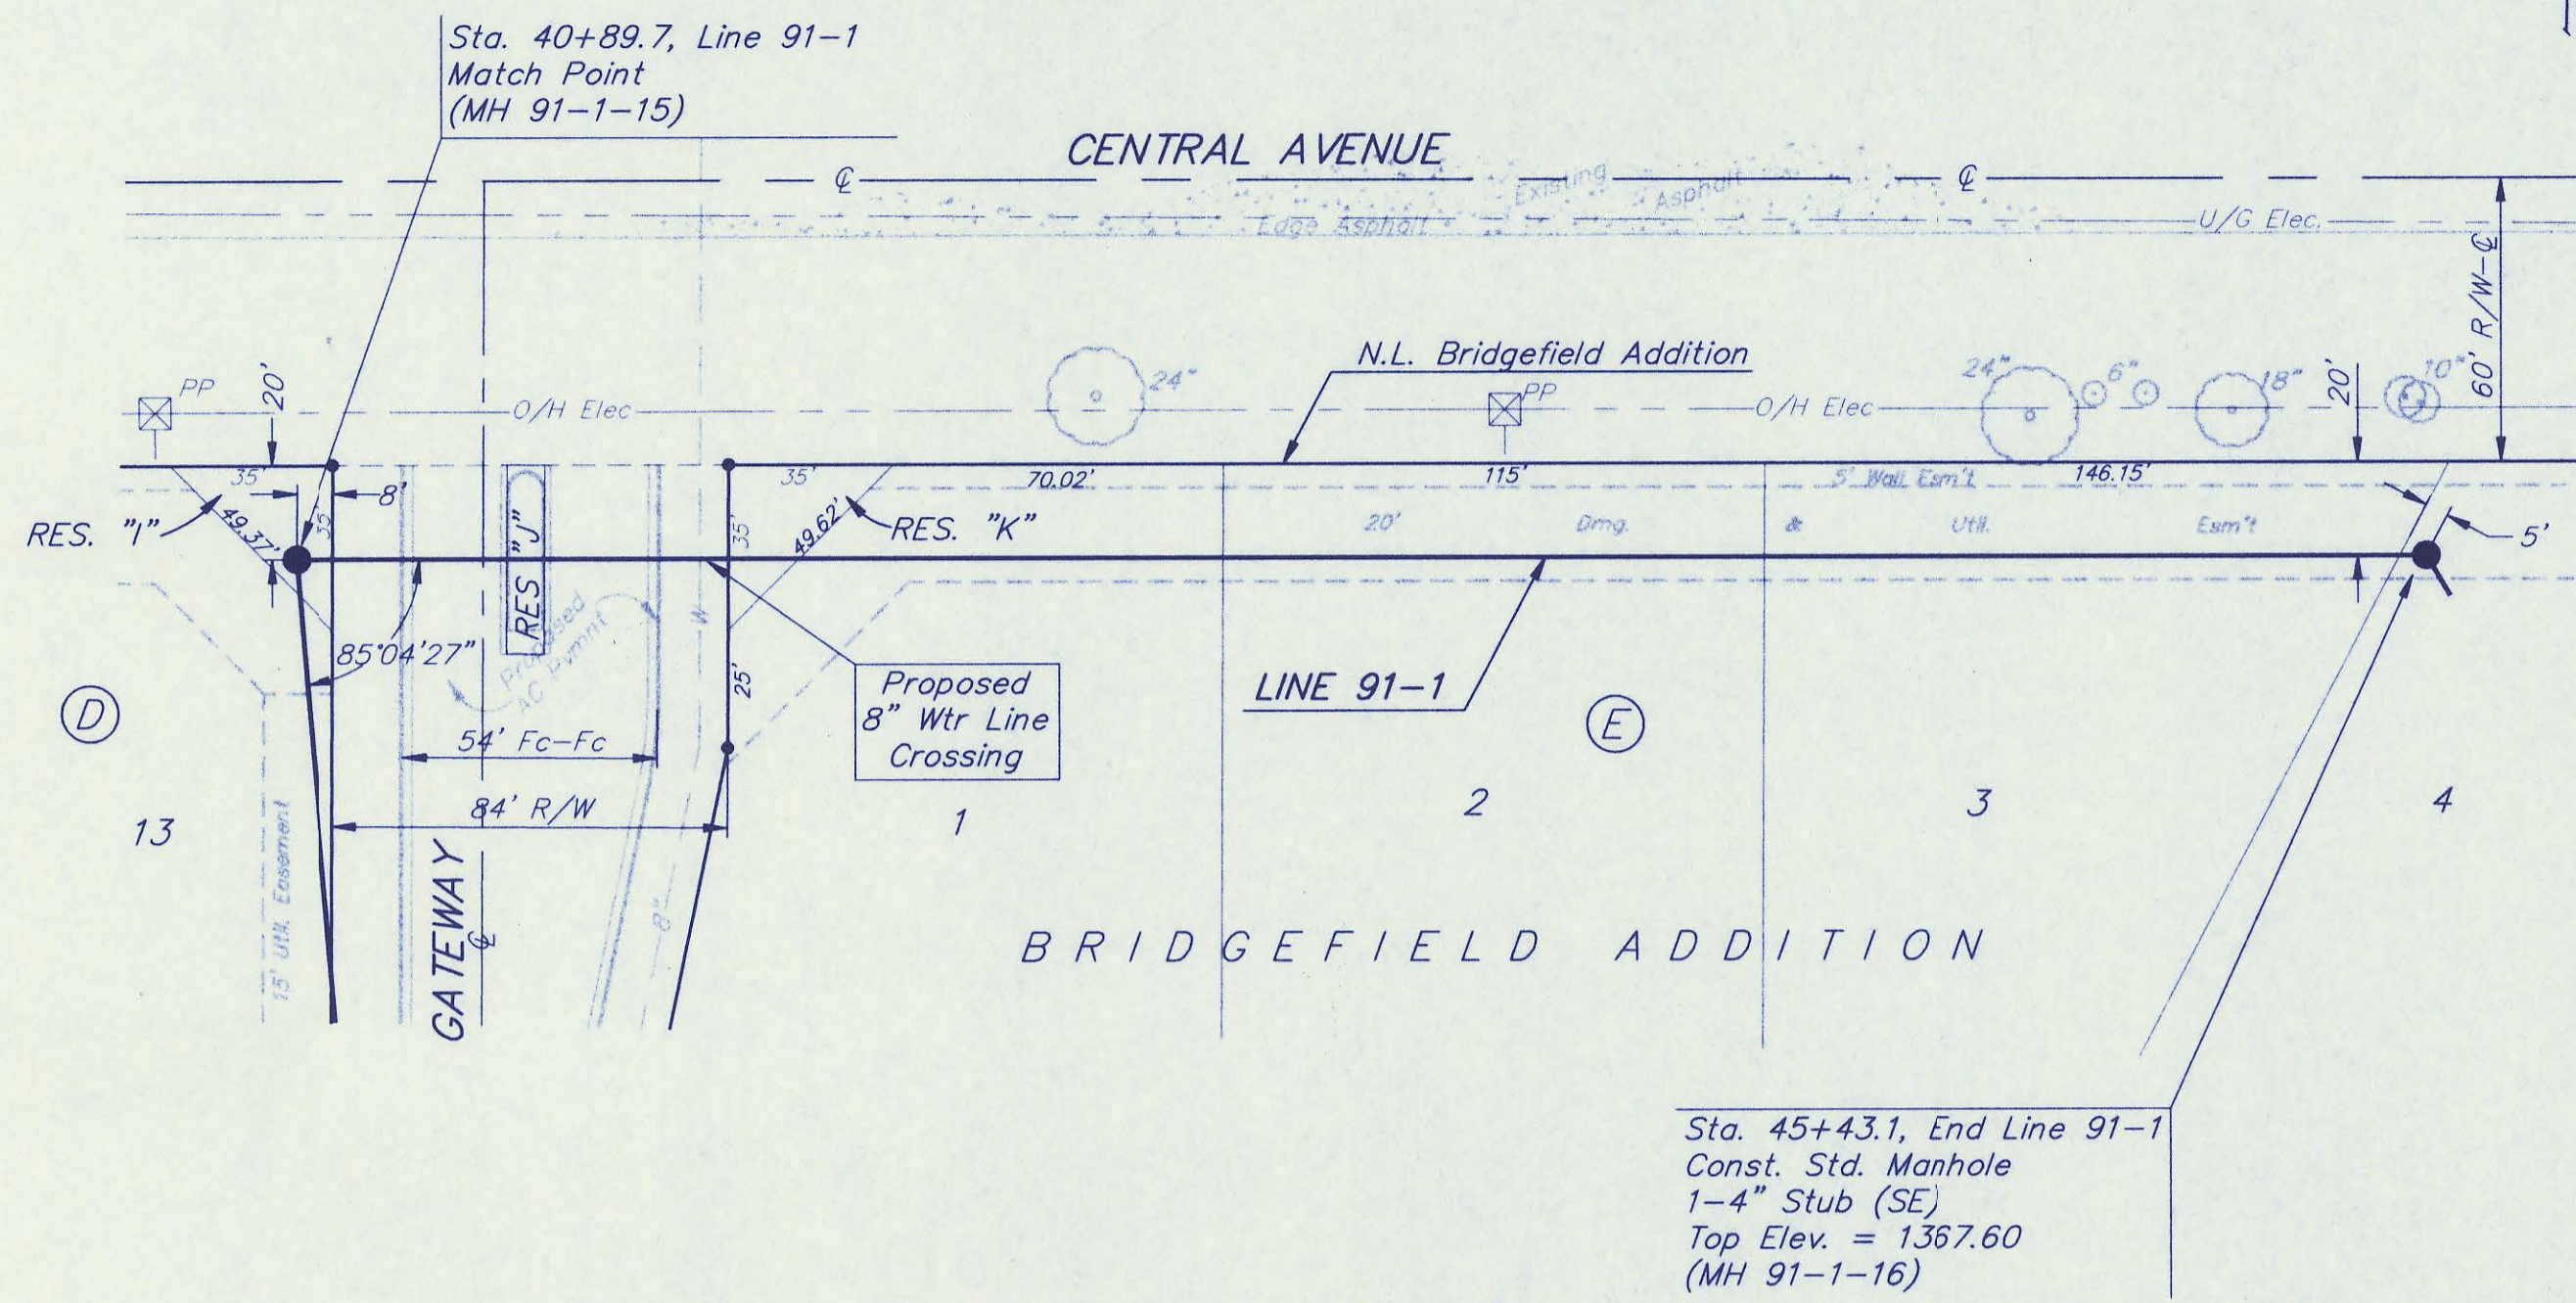 Sta. 40+89.7, Line 91-1
Match Point
(MH 91-1-15)
CENTRAL AVENUE
℄
℄
Existing
Asphalt
Edge Asphalt
U/G Elec.
60' R/W-℄
N.L. Bridgefield Addition
PP
20'
O/H Elec
24"
PP
O/H Elec
24"
6"
18"
20'
10"
35'
8'
35'
49.37'
RES. "I"
RES "J"
35'
35'
49.62'
RES. "K"
70.02'
115'
5' Wall Esm't
146.15'
20' Drng. & Util. Esm't
5'
85°04'27"
Proposed
AC Pvmnt
W
25'
Proposed
8" Wtr Line
Crossing
LINE 91-1
D
E
54' Fc-Fc
84' R/W
13
1
2
3
4
15' Util. Easement
GATEWAY
℄
8"
BRIDGEFIELD ADDITION
Sta. 45+43.1, End Line 91-1
Const. Std. Manhole
1-4" Stub (SE)
Top Elev. = 1367.60
(MH 91-1-16)